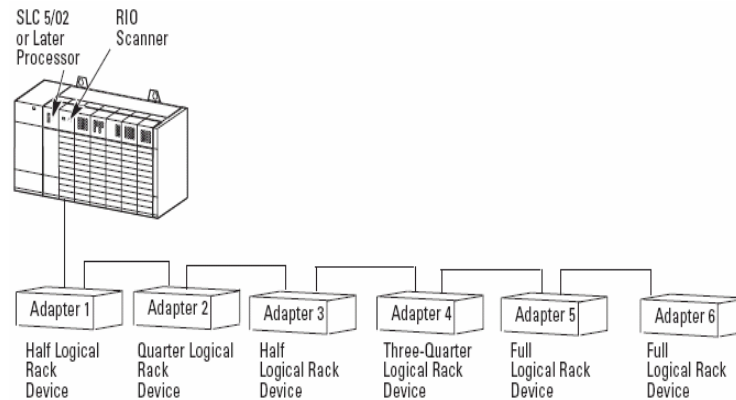 SLC 5/02
or Later
Processor
RIO
Scanner
Adapter 1
Adapter 2
Adapter 3
Adapter 4
Adapter 5
Adapter 6
Half Logical
Rack
Device
Quarter Logical
Rack
Device
Half
Logical Rack
Device
Three-Quarter
Logical Rack
Device
Full
Logical Rack
Device
Full
Logical Rack
Device